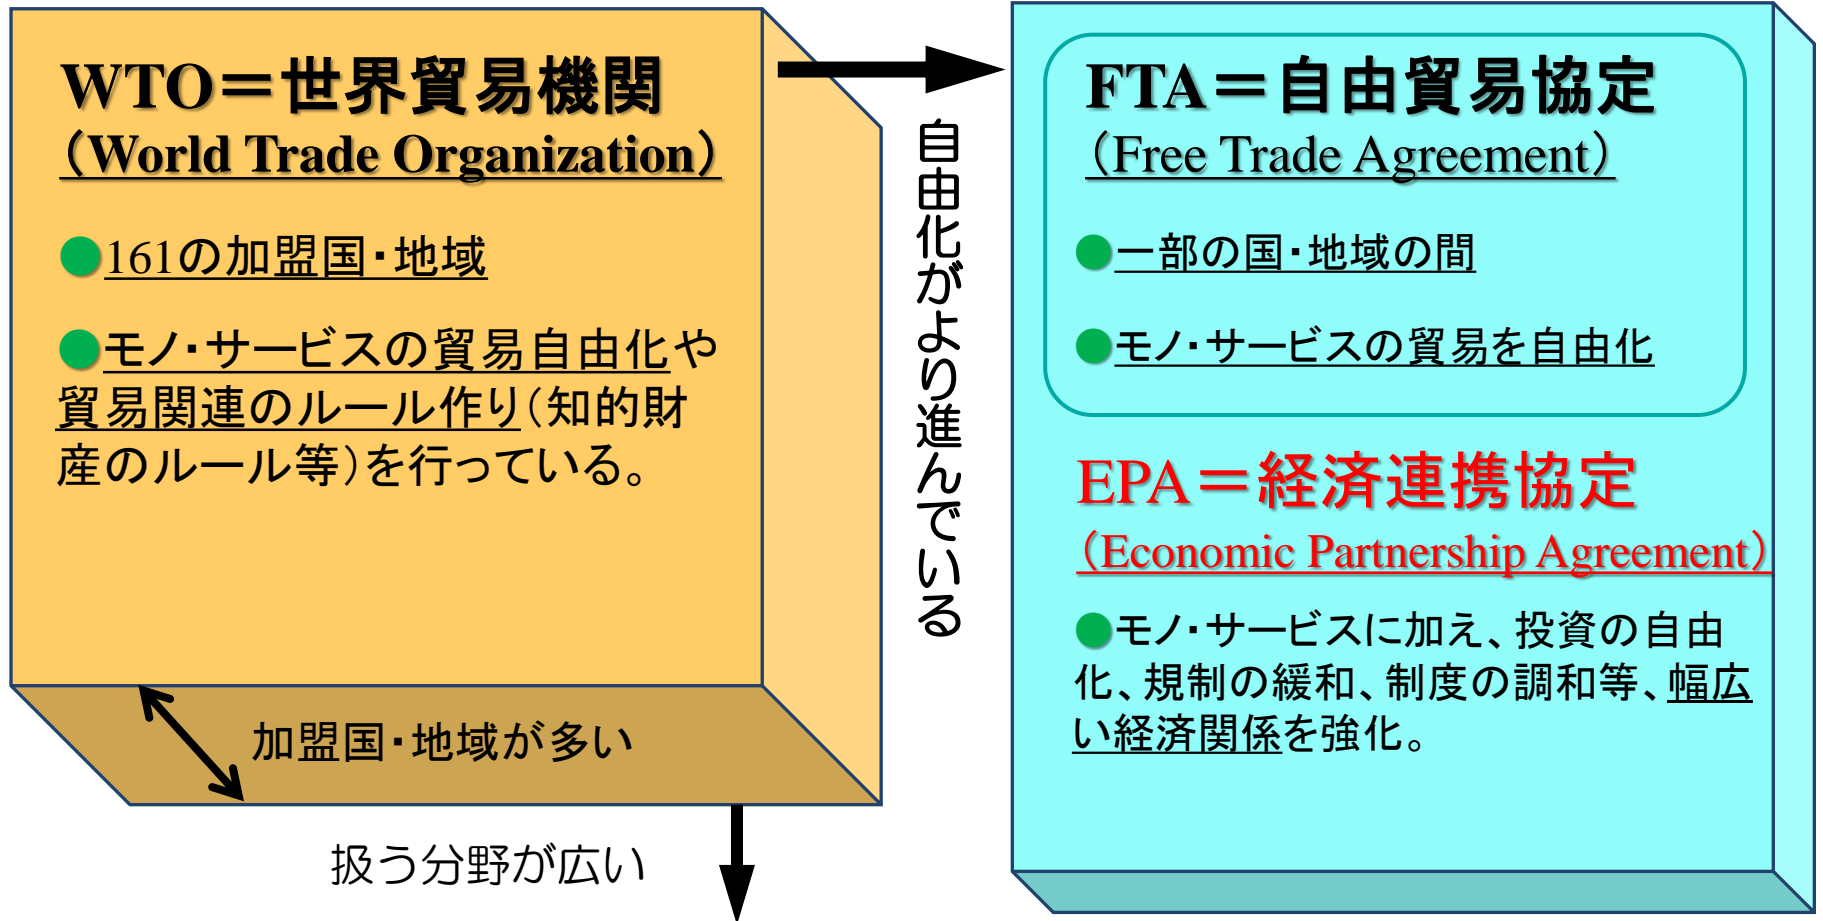 WTO＝世界貿易機関
（World Trade Organization）
●161の加盟国・地域
●モノ・サービスの貿易自由化や
貿易関連のルール作り（知的財
産のルール等）を行っている。
加盟国・地域が多い
扱う分野が広い
自由化がより進んでいる
FTA＝自由貿易協定
（Free Trade Agreement）
●一部の国・地域の間
●モノ・サービスの貿易を自由化
EPA＝経済連携協定
（Economic Partnership Agreement）
●モノ・サービスに加え、投資の自由
化、規制の緩和、制度の調和等、幅広
い経済関係を強化。